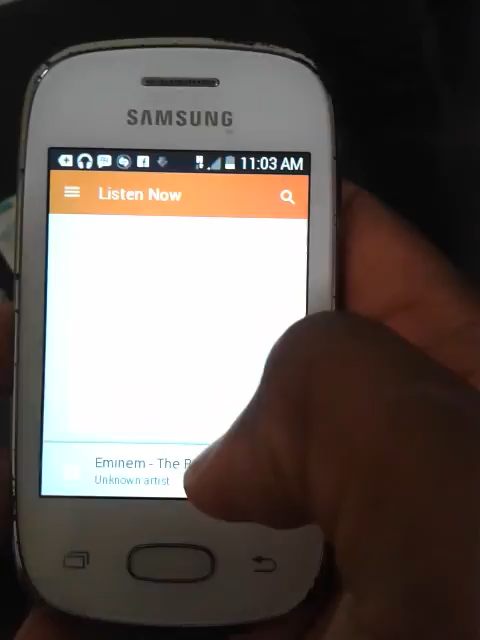 SAMSUNG
11:03 AM
Listen Now
Eminem - The
Unknown artist